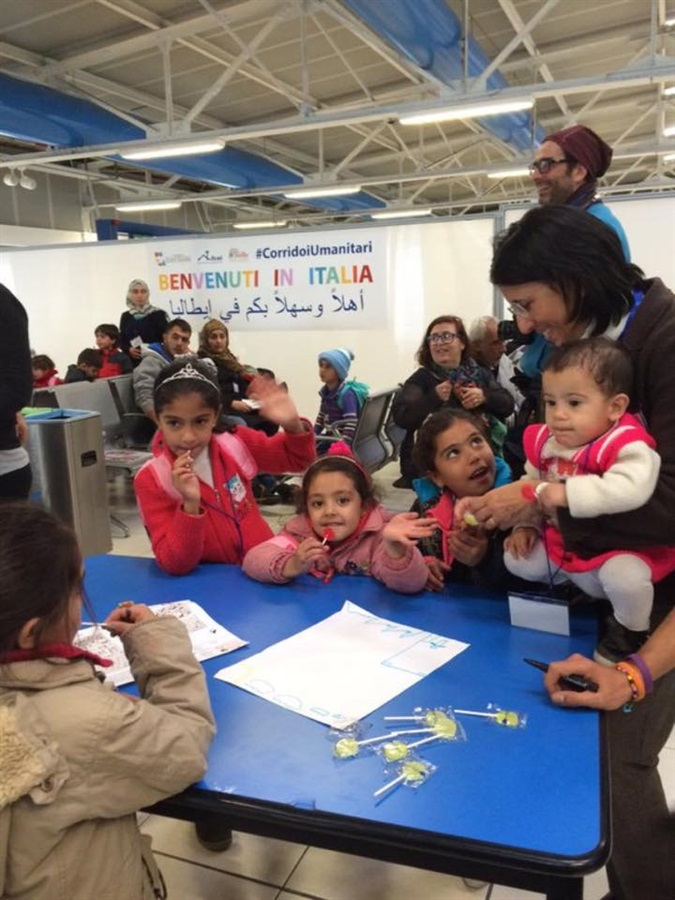 #CorridoiUmanitari
BENVENUTI IN ITALIA
أهلاً وسهلاً بكم في إيطاليا